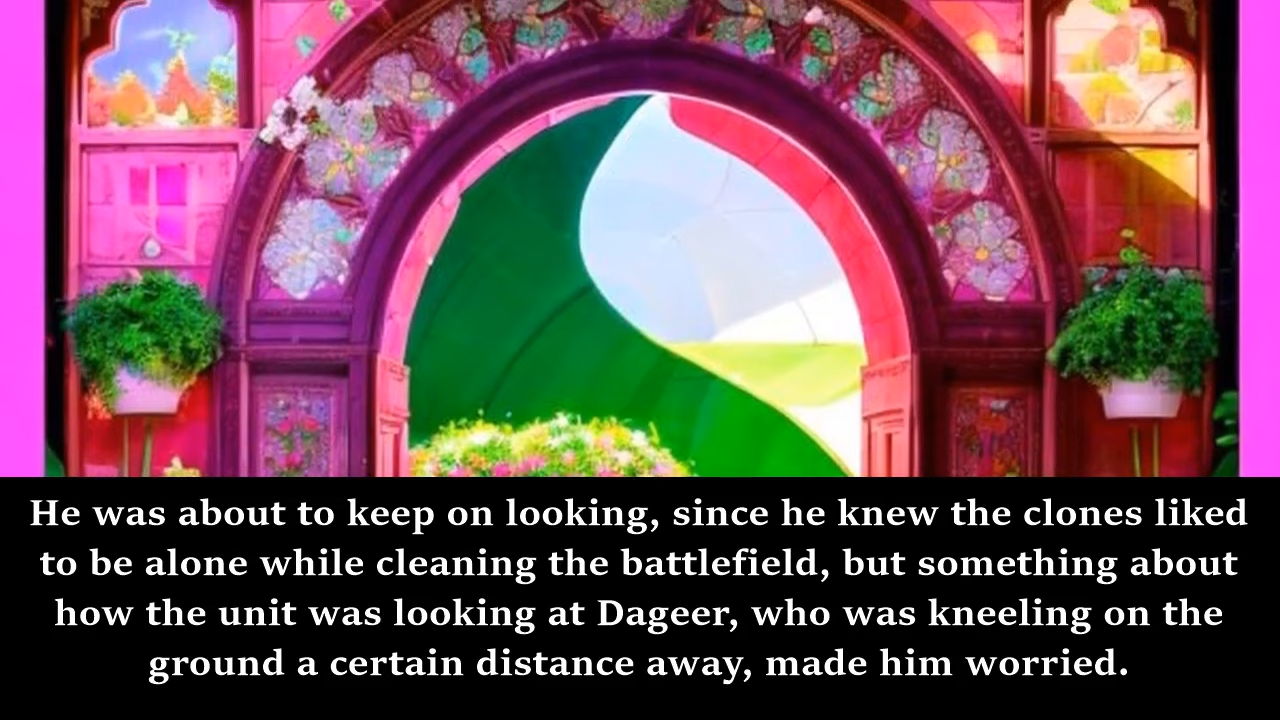 He was about to keep on looking, since he knew the clones liked
to be alone while cleaning the battlefield, but something about
how the unit was looking at Dageer, who was kneeling on the
ground a certain distance away, made him worried.